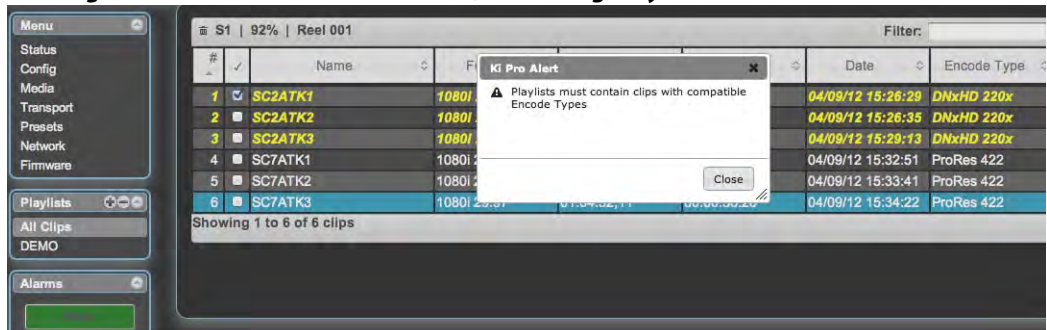 Menu
Status
Config
Media
Transport
Presets
Network
Firmware
Playlists
All Clips
DEMO
Alarms
S1 | 92% | Reel 001
Filter:
# ✓ Name Date Encode Type
1 SC2ATK1 1080i 04/09/12 15:26:29 DNxHD 220x
2 SC2ATK2 1080i 04/09/12 15:26:35 DNxHD 220x
3 SC2ATK3 1080i 04/09/12 15:29:13 DNxHD 220x
4 SC7ATK1 1080i 04/09/12 15:32:51 ProRes 422
5 SC7ATK2 1080i 04/09/12 15:33:41 ProRes 422
6 SC7ATK3 1080i 04/09/12 15:34:22 ProRes 422
Showing 1 to 6 of 6 clips
Ki Pro Alert
Playlists must contain clips with compatible
Encode Types
Close